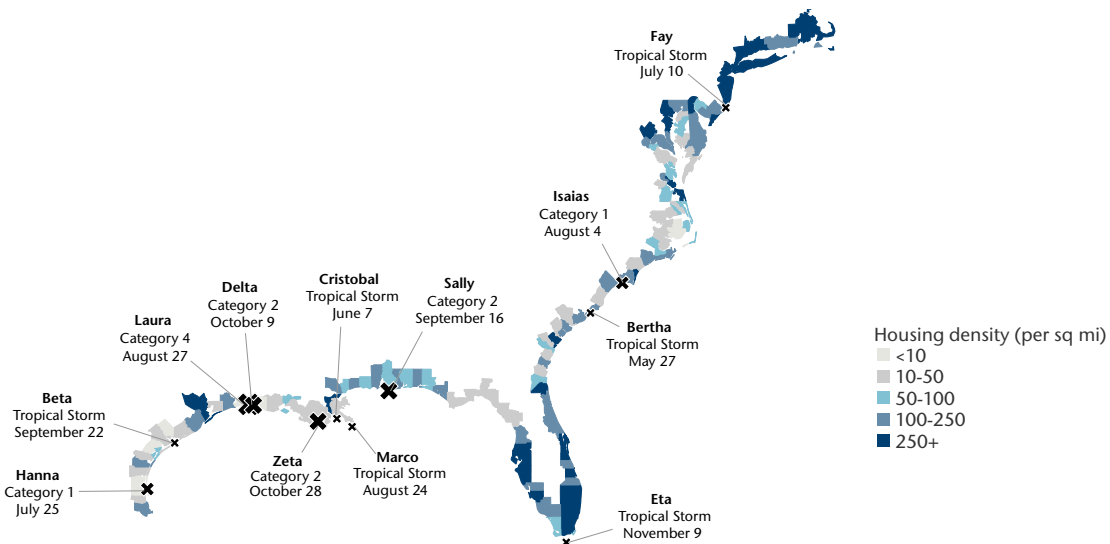 Fay
Tropical Storm
July 10
Isaias
Category 1
August 4
Cristobal
Tropical Storm
June 7
Sally
Category 2
September 16
Delta
Category 2
October 9
Laura
Category 4
August 27
Bertha
Tropical Storm
May 27
Beta
Tropical Storm
September 22
Hanna
Category 1
July 25
Zeta
Category 2
October 28
Marco
Tropical Storm
August 24
Eta
Tropical Storm
November 9
Housing density (per sq mi)
<10
10-50
50-100
100-250
250+